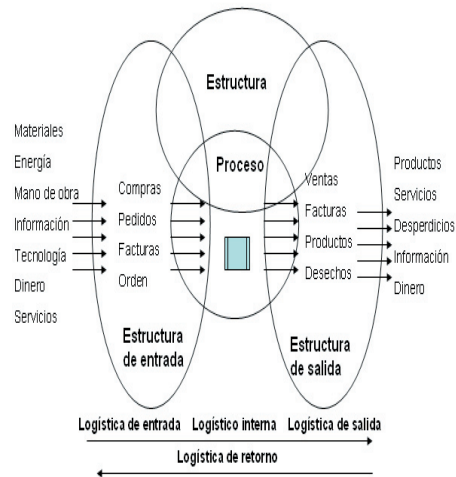 Estructura
Proceso
Materiales
Energía
Mano de obra
Información
Tecnología
Dinero
Servicios
Compras
Pedidos
Facturas
Orden
Estructura
de entrada
Ventas
Facturas
Productos
Desechos
Estructura
de salida
Productos
Servicios
Desperdicios
Información
Dinero
Logística de entrada
Logístico interna
Logística de salida
Logística de retorno